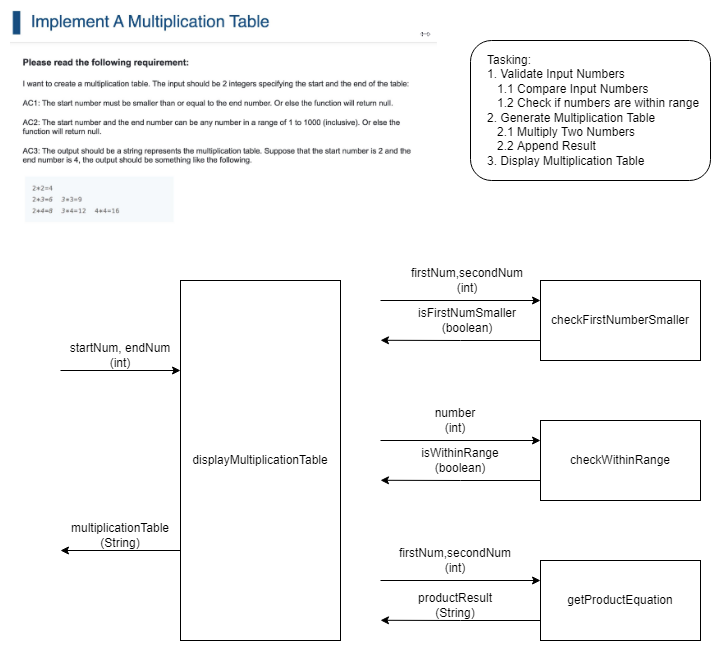 Implement A Multiplication Table
Please read the following requirement:
I want to create a multiplication table. The input should be 2 integers specifying the start and the end of the table:
AC1: The start number must be smaller than or equal to the end number. Or else the function will return null.
AC2: The start number and the end number can be any number in a range of 1 to 1000 (inclusive). Or else the
function will return null.
AC3: The output should be a string represents the multiplication table. Suppose that the start number is 2 and the
end number is 4, the output should be something like the following.
2*2=4
2*3=6 3*3=9
2*4=8 3*4=12 4*4=16
Tasking:
1. Validate Input Numbers
1.1 Compare Input Numbers
1.2 Check if numbers are within range
2. Generate Multiplication Table
2.1 Multiply Two Numbers
2.2 Append Result
3. Display Multiplication Table
startNum, endNum
(int)
displayMultiplicationTable
multiplicationTable
(String)
firstNum,secondNum
(int)
isFirstNumSmaller
(boolean)
checkFirstNumberSmaller
number
(int)
isWithinRange
(boolean)
checkWithinRange
firstNum,secondNum
(int)
productResult
(String)
getProductEquation